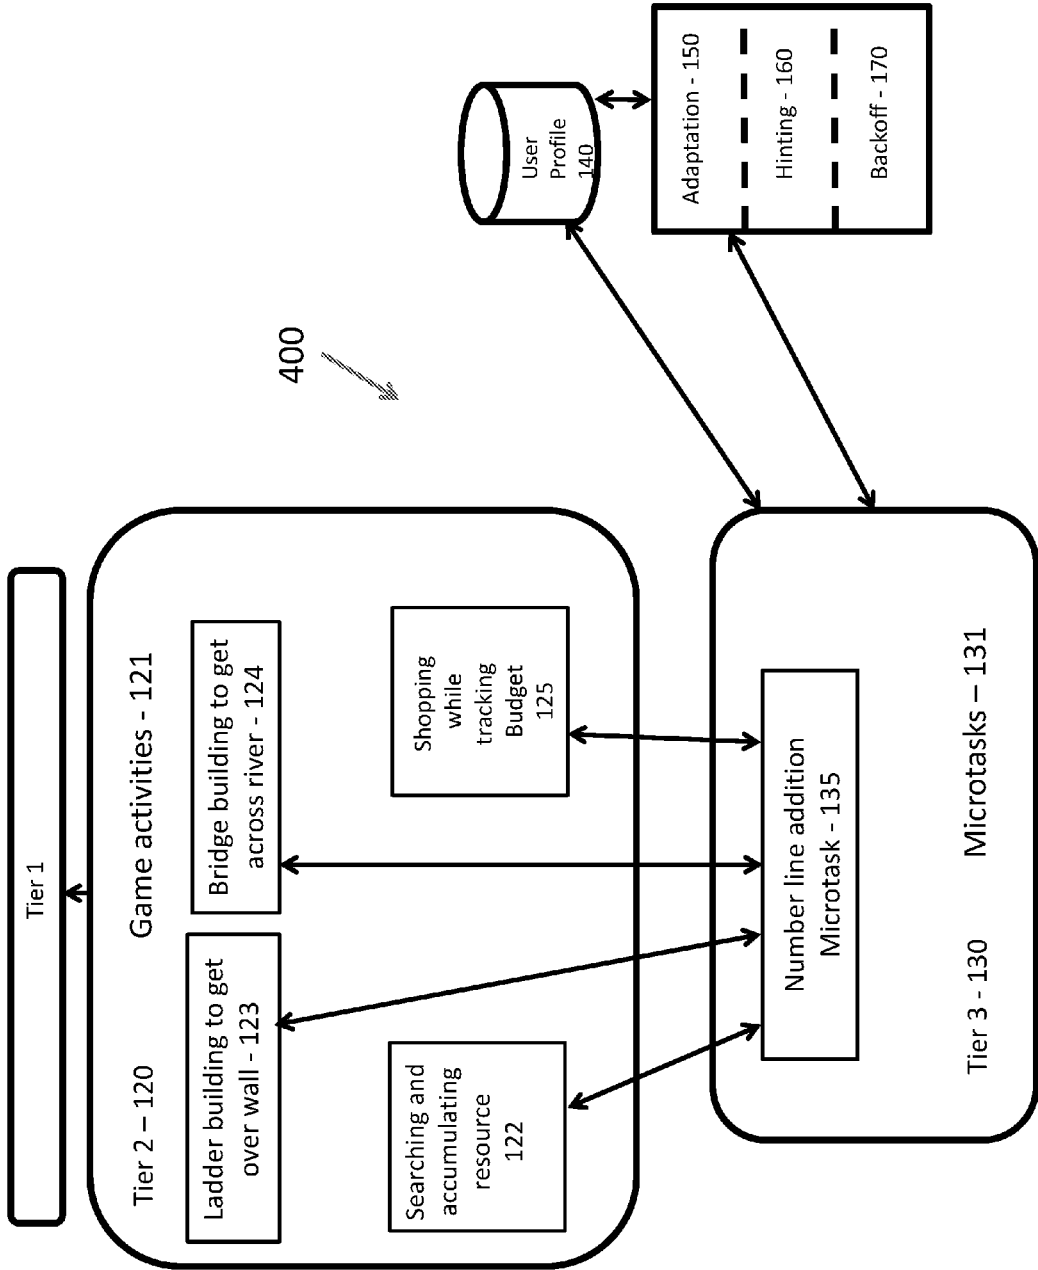 Tier 1
Tier 2 – 120
Game activities - 121
Ladder building to get
over wall - 123
Bridge building to get
across river - 124
Searching and
accumulating
resource
122
Shopping
while
tracking
Budget
125
Number line addition
Microtask - 135
Tier 3 - 130
Microtasks – 131
400
User
Profile
140
Adaptation - 150
Hinting - 160
Backoff - 170